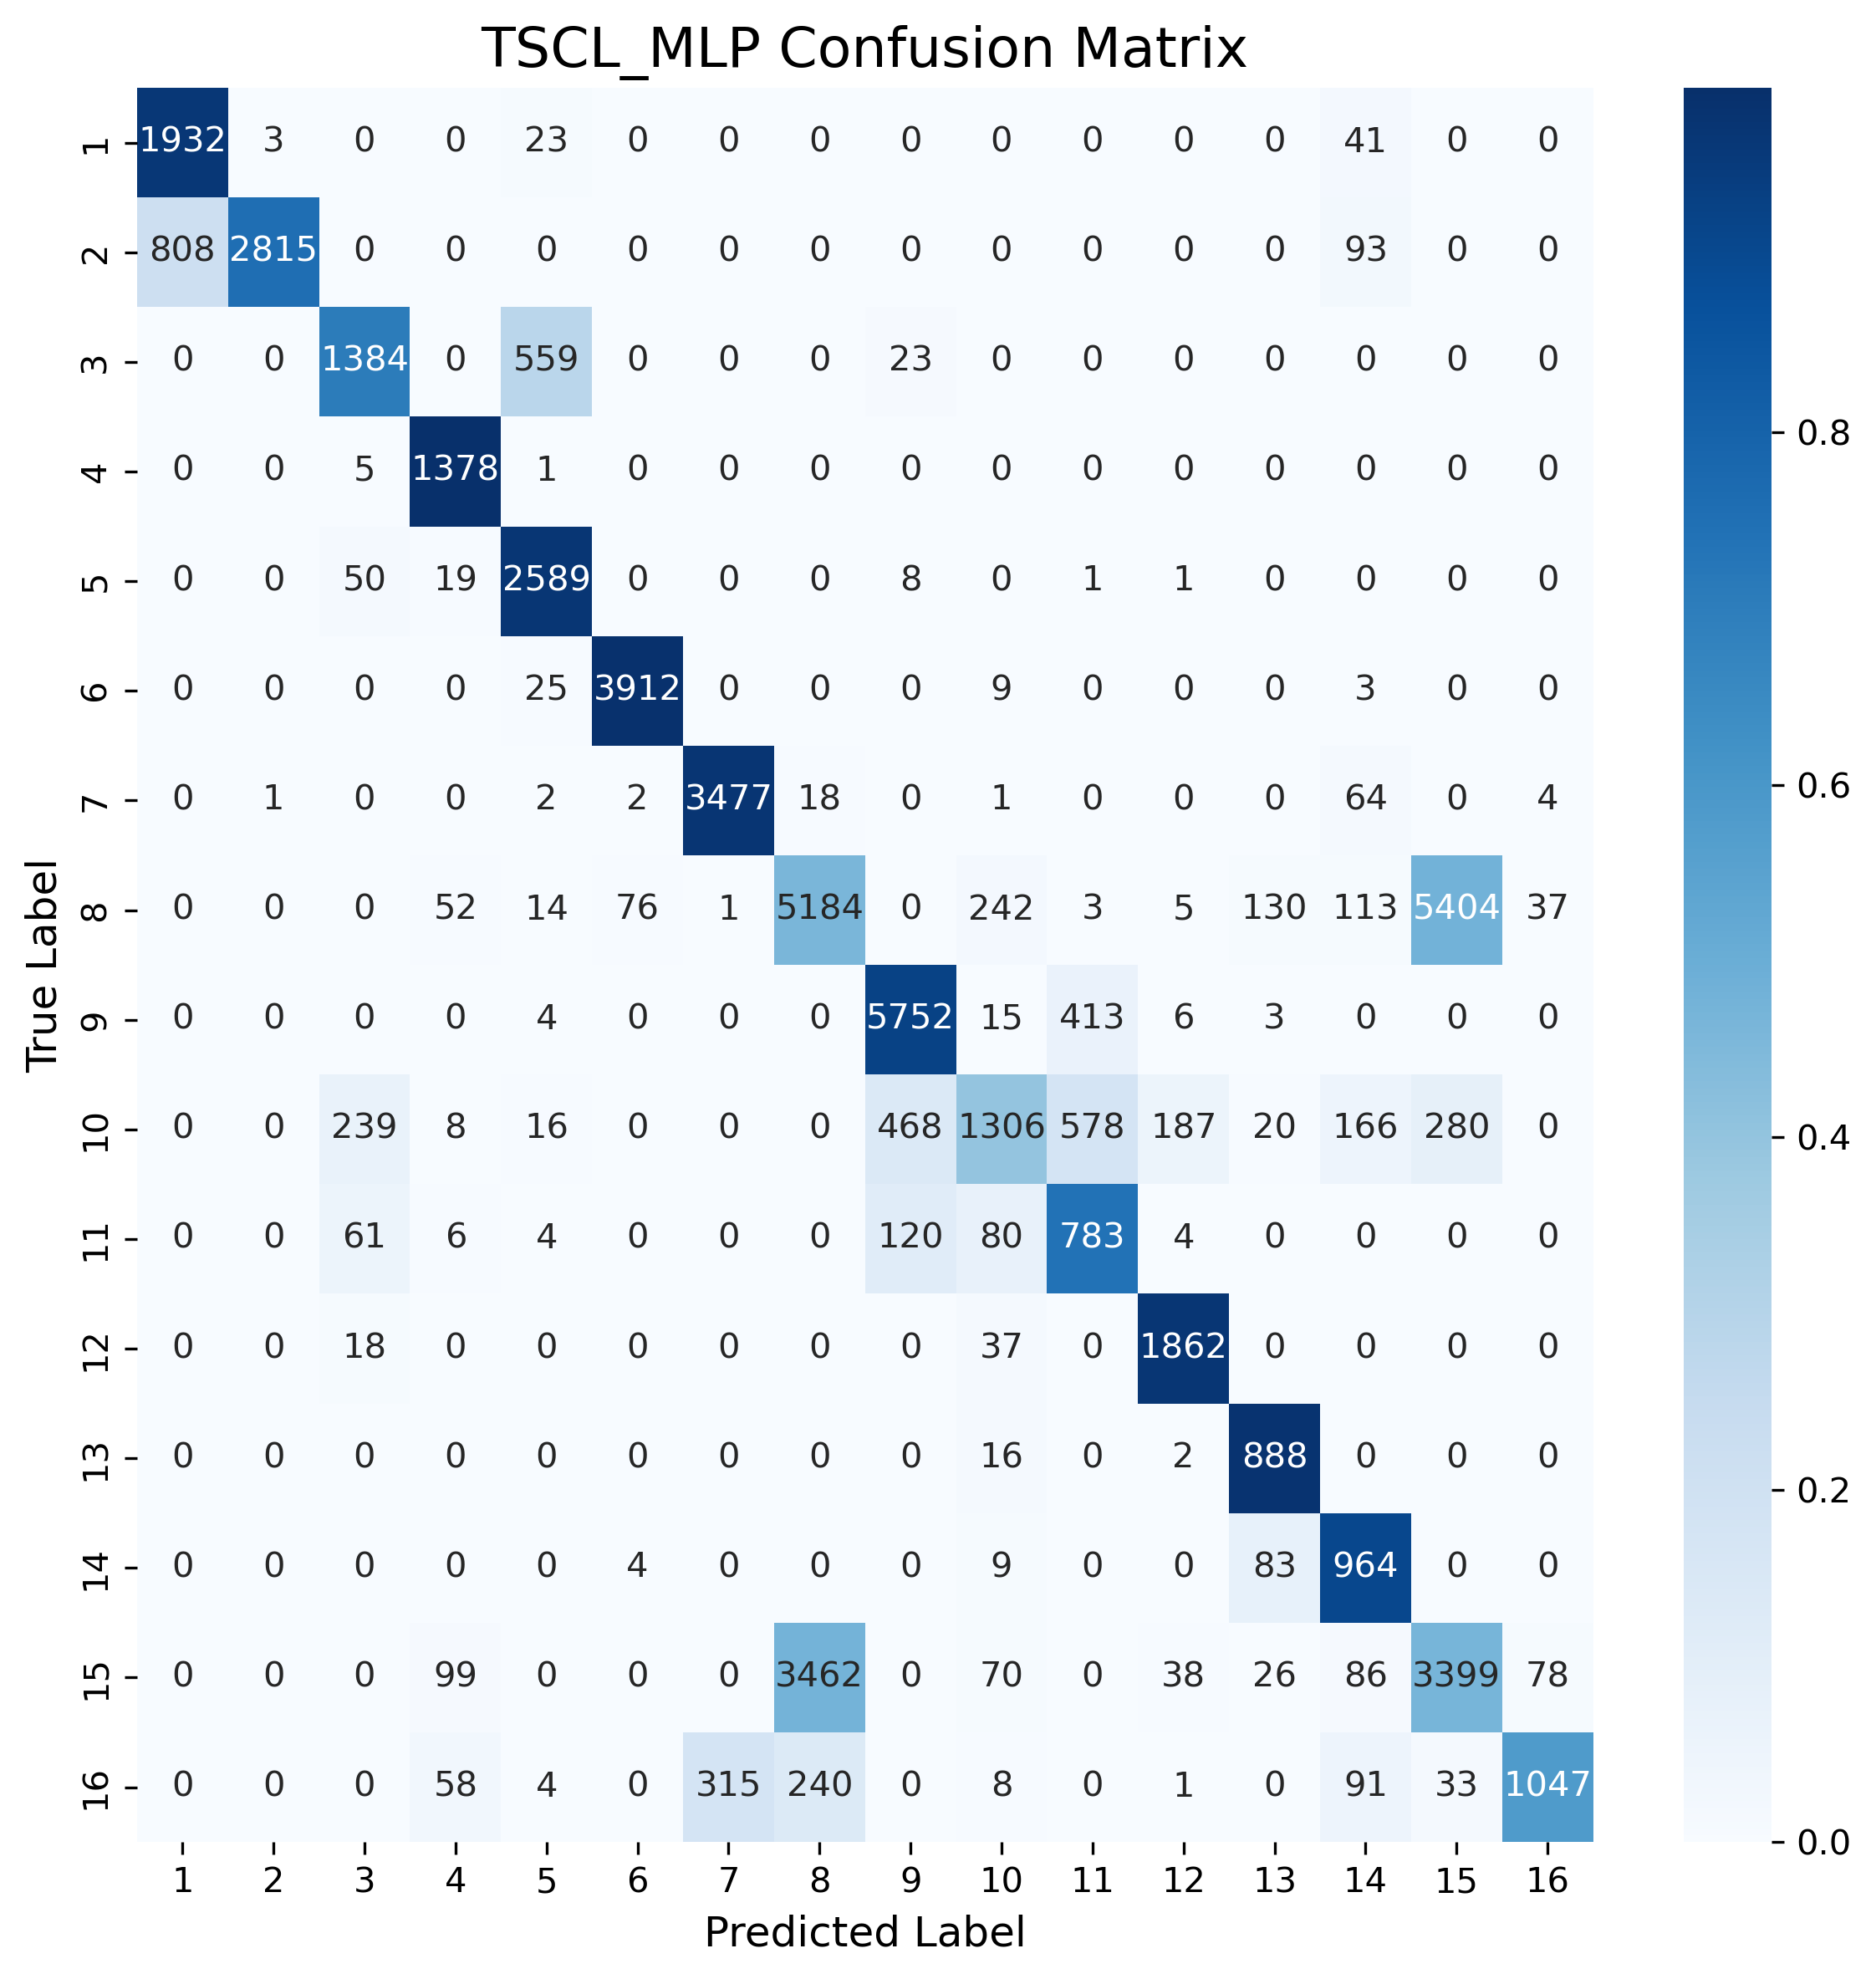 TSCL_MLP Confusion Matrix
1 1932 3 0 0 23 0 0 0 0 0 0 0 0 41 0 0
2 808 2815 0 0 0 0 0 0 0 0 0 0 0 93 0 0
3 0 0 1384 0 559 0 0 0 23 0 0 0 0 0 0 0
4 0 0 5 1378 1 0 0 0 0 0 0 0 0 0 0 0
5 0 0 50 19 2589 0 0 0 8 0 1 1 0 0 0 0
6 0 0 0 0 25 3912 0 0 0 9 0 0 0 3 0 0
7 0 1 0 0 2 2 3477 18 0 1 0 0 0 64 0 4
8 0 0 0 52 14 76 1 5184 0 242 3 5 130 113 5404 37
9 0 0 0 0 4 0 0 0 5752 15 413 6 3 0 0 0
10 0 0 239 8 16 0 0 0 468 1306 578 187 20 166 280 0
11 0 0 61 6 4 0 0 0 120 80 783 4 0 0 0 0
12 0 0 18 0 0 0 0 0 0 37 0 1862 0 0 0 0
13 0 0 0 0 0 0 0 0 0 16 0 2 888 0 0 0
14 0 0 0 0 0 4 0 0 0 9 0 0 83 964 0 0
15 0 0 0 99 0 0 0 3462 0 70 0 38 26 86 3399 78
16 0 0 0 58 4 0 315 240 0 8 0 1 0 91 33 1047
1 2 3 4 5 6 7 8 9 10 11 12 13 14 15 16
Predicted Label
True Label
0.8
0.6
0.4
0.2
0.0